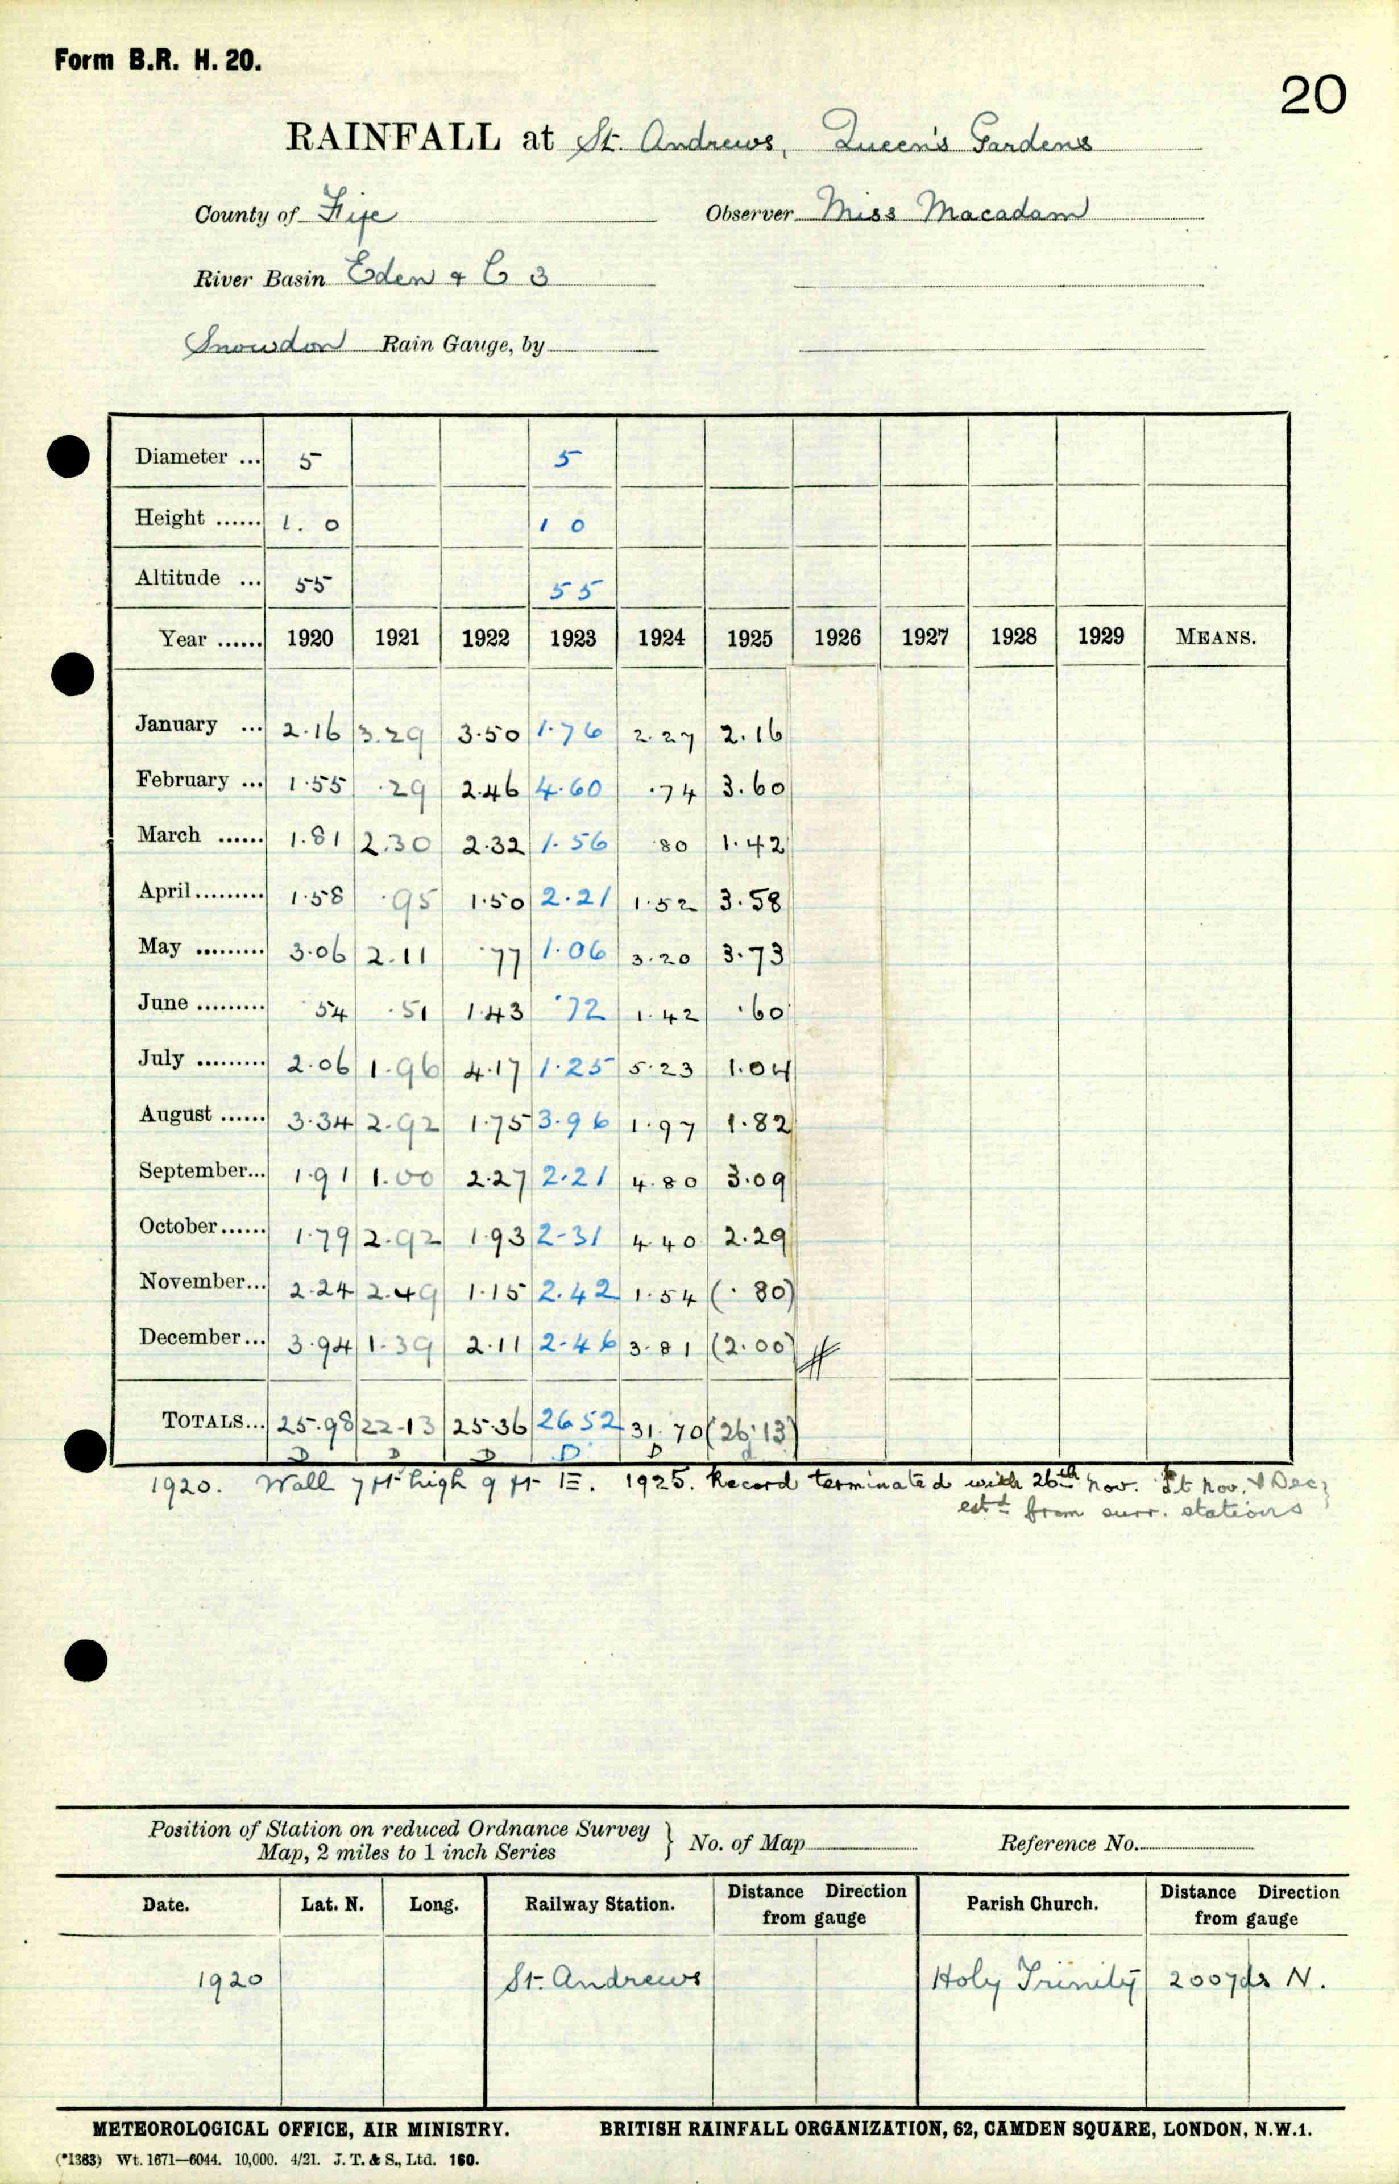 Form B.R. H. 20.
20
RAINFALL at St. Andrews, Queen's Gardens
County of Fife Observer Miss Macadam
River Basin Eden & C 3
Snowdon Rain Gauge, by
Diameter ... 5 5
Height ...... 1. 0 1 0
Altitude ... 55 55
Year ...... 1920 1921 1922 1923 1924 1925 1926 1927 1928 1929 MEANS.
January ... 2.16 3.29 3.50 1.76 2.27 2.16
February ... 1.55 .29 2.46 4.60 .74 3.60
March ...... 1.81 2.30 2.32 1.56 80 1.42
April ......... 1.58 .95 1.50 2.21 1.52 3.58
May ......... 3.06 2.11 .77 1.06 3.20 3.73
June ......... 54 .51 1.43 .72 1.42 .60
July ......... 2.06 1.96 4.17 1.25 5.23 1.04
August ...... 3.34 2.92 1.75 3.96 1.97 1.82
September... 1.91 1.00 2.27 2.21 4.80 3.09
October...... 1.79 2.92 1.93 2.31 4.40 2.29
November... 2.24 2.49 1.15 2.42 1.54 (.80)
December... 3.94 1.39 2.11 2.46 3.81 (2.00)
TOTALS... 25.98 22.13 25.36 26 52 31.70 (26.13)
D D D D D d
1920. Wall 7 ft high 9 ft E. 1925. Record terminated with 26th Nov. Pt Nov. & Dec
estd from surr. stations
Position of Station on reduced Ordnance Survey
Map, 2 miles to 1 inch Series } No. of Map Reference No.
Date. Lat. N. Long. Railway Station. Distance Direction from gauge Parish Church. Distance Direction from gauge
1920 St. Andrews Holy Trinity 200 yds N.
METEOROLOGICAL OFFICE, AIR MINISTRY. BRITISH RAINFALL ORGANIZATION, 62, CAMDEN SQUARE, LONDON, N.W.1.
(*1383) Wt. 1671—6044. 10,000. 4/21. J. T. & S., Ltd. 160.